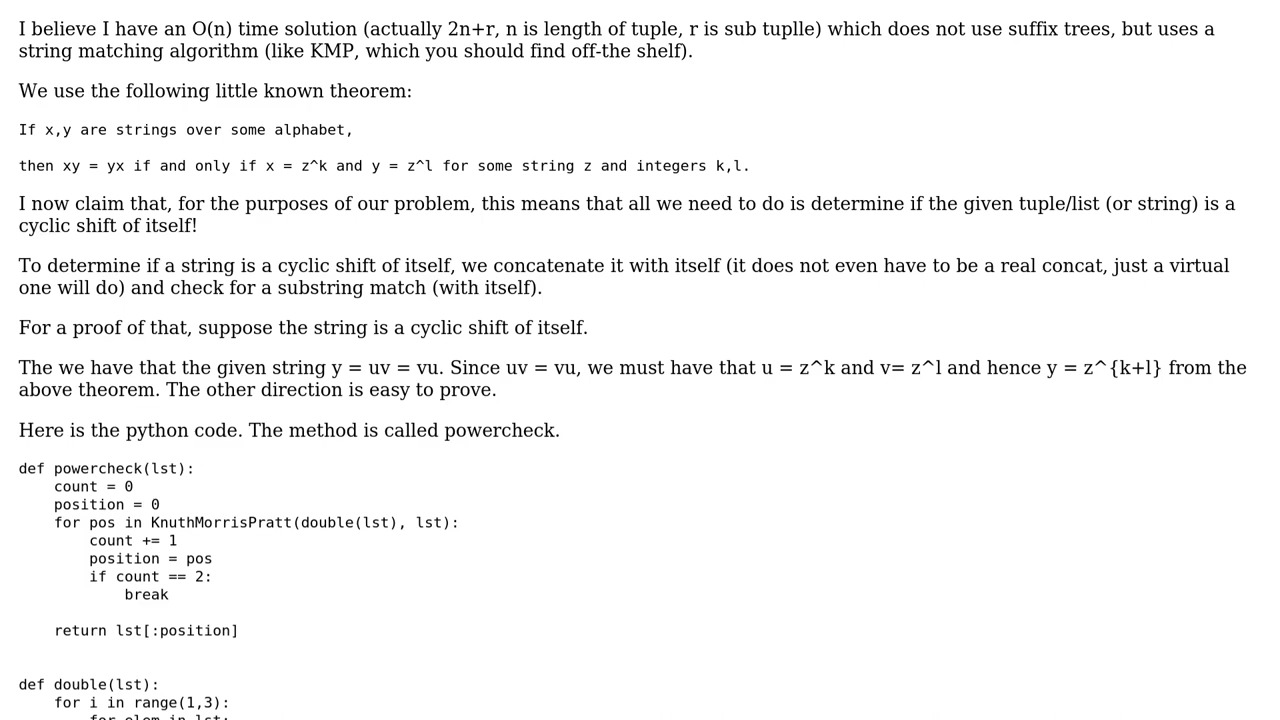 I believe I have an O(n) time solution (actually 2n+r, n is length of tuple, r is sub tuplle) which does not use suffix trees, but uses a
string matching algorithm (like KMP, which you should find off-the shelf).
We use the following little known theorem:
If x,y are strings over some alphabet,
then xy = yx if and only if x = z^k and y = z^l for some string z and integers k,l.
I now claim that, for the purposes of our problem, this means that all we need to do is determine if the given tuple/list (or string) is a
cyclic shift of itself!
To determine if a string is a cyclic shift of itself, we concatenate it with itself (it does not even have to be a real concat, just a virtual
one will do) and check for a substring match (with itself).
For a proof of that, suppose the string is a cyclic shift of itself.
The we have that the given string y = uv = vu. Since uv = vu, we must have that u = z^k and v= z^l and hence y = z^{k+l} from the
above theorem. The other direction is easy to prove.
Here is the python code. The method is called powercheck.
def powercheck(lst):
    count = 0
    position = 0
    for pos in KnuthMorrisPratt(double(lst), lst):
        count += 1
        position = pos
        if count == 2:
            break
    return lst[:position]
def double(lst):
    for i in range(1,3):
        for elem in lst: